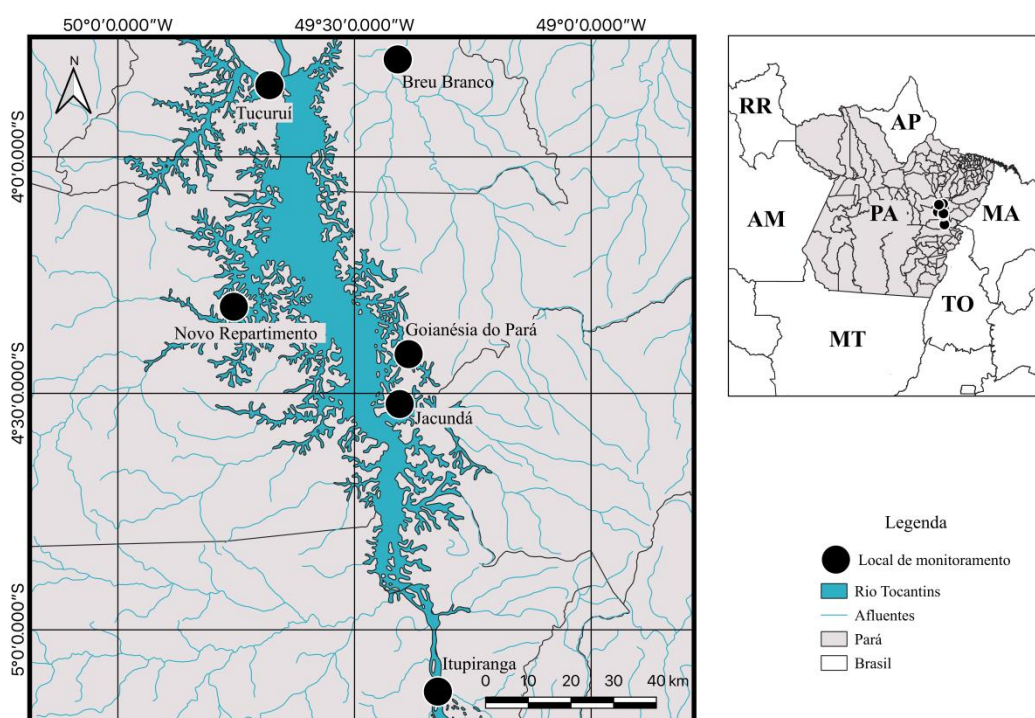 50°0'0.000"W 49°30'0.000"W 49°0'0.000"W
N
Breu Branco
Tucuruí
4°0'0.000"S
Novo Repartimento
Goianésia do Pará
4°30'0.000"S
Jacundá
5°0'0.000"S
Itupiranga
0 10 20 30 40 km
RR
AP
AM
PA
MA
TO
MT
Legenda
Local de monitoramento
Rio Tocantins
Afluentes
Pará
Brasil